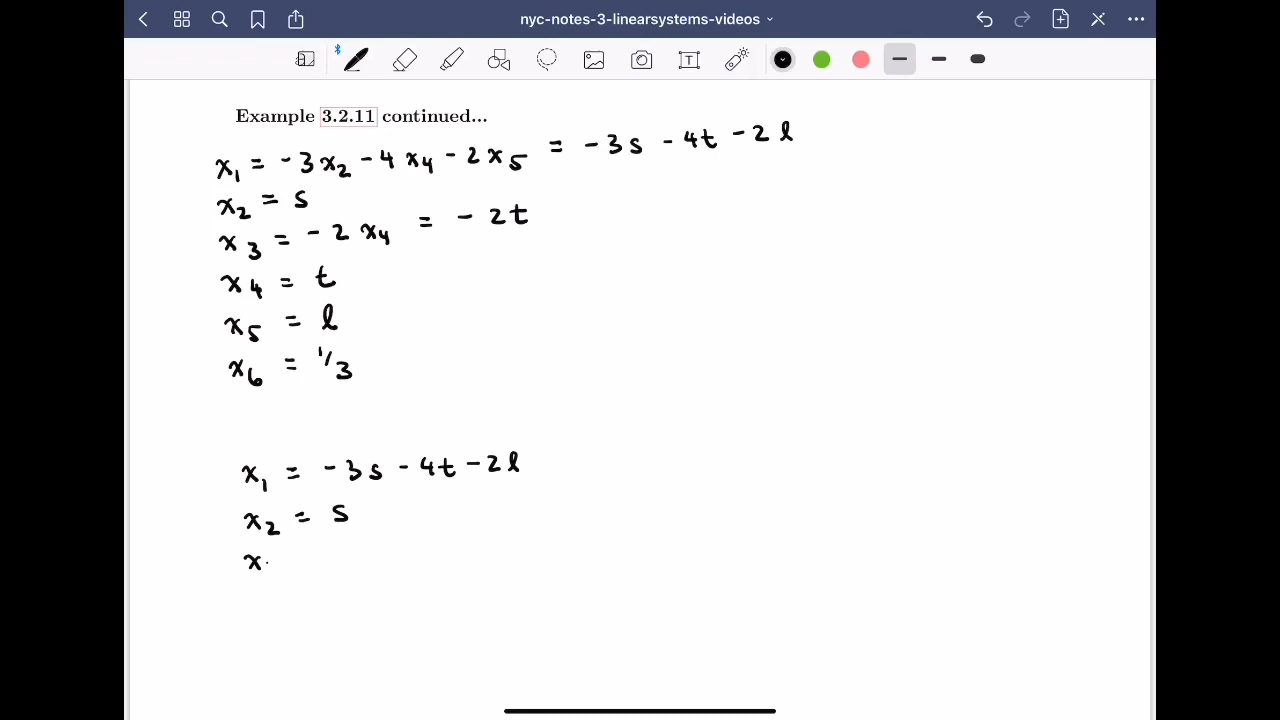 nyc-notes-3-linearsystems-videos
T
Example 3.2.11 continued...
x₁ = -3x₂ - 4x₄ - 2x₅ = -3s - 4t - 2l
x₂ = s
x₃ = -2x₄ = -2t
x₄ = t
x₅ = l
x₆ = 1/3
x₁ = -3s - 4t - 2l
x₂ = s
x